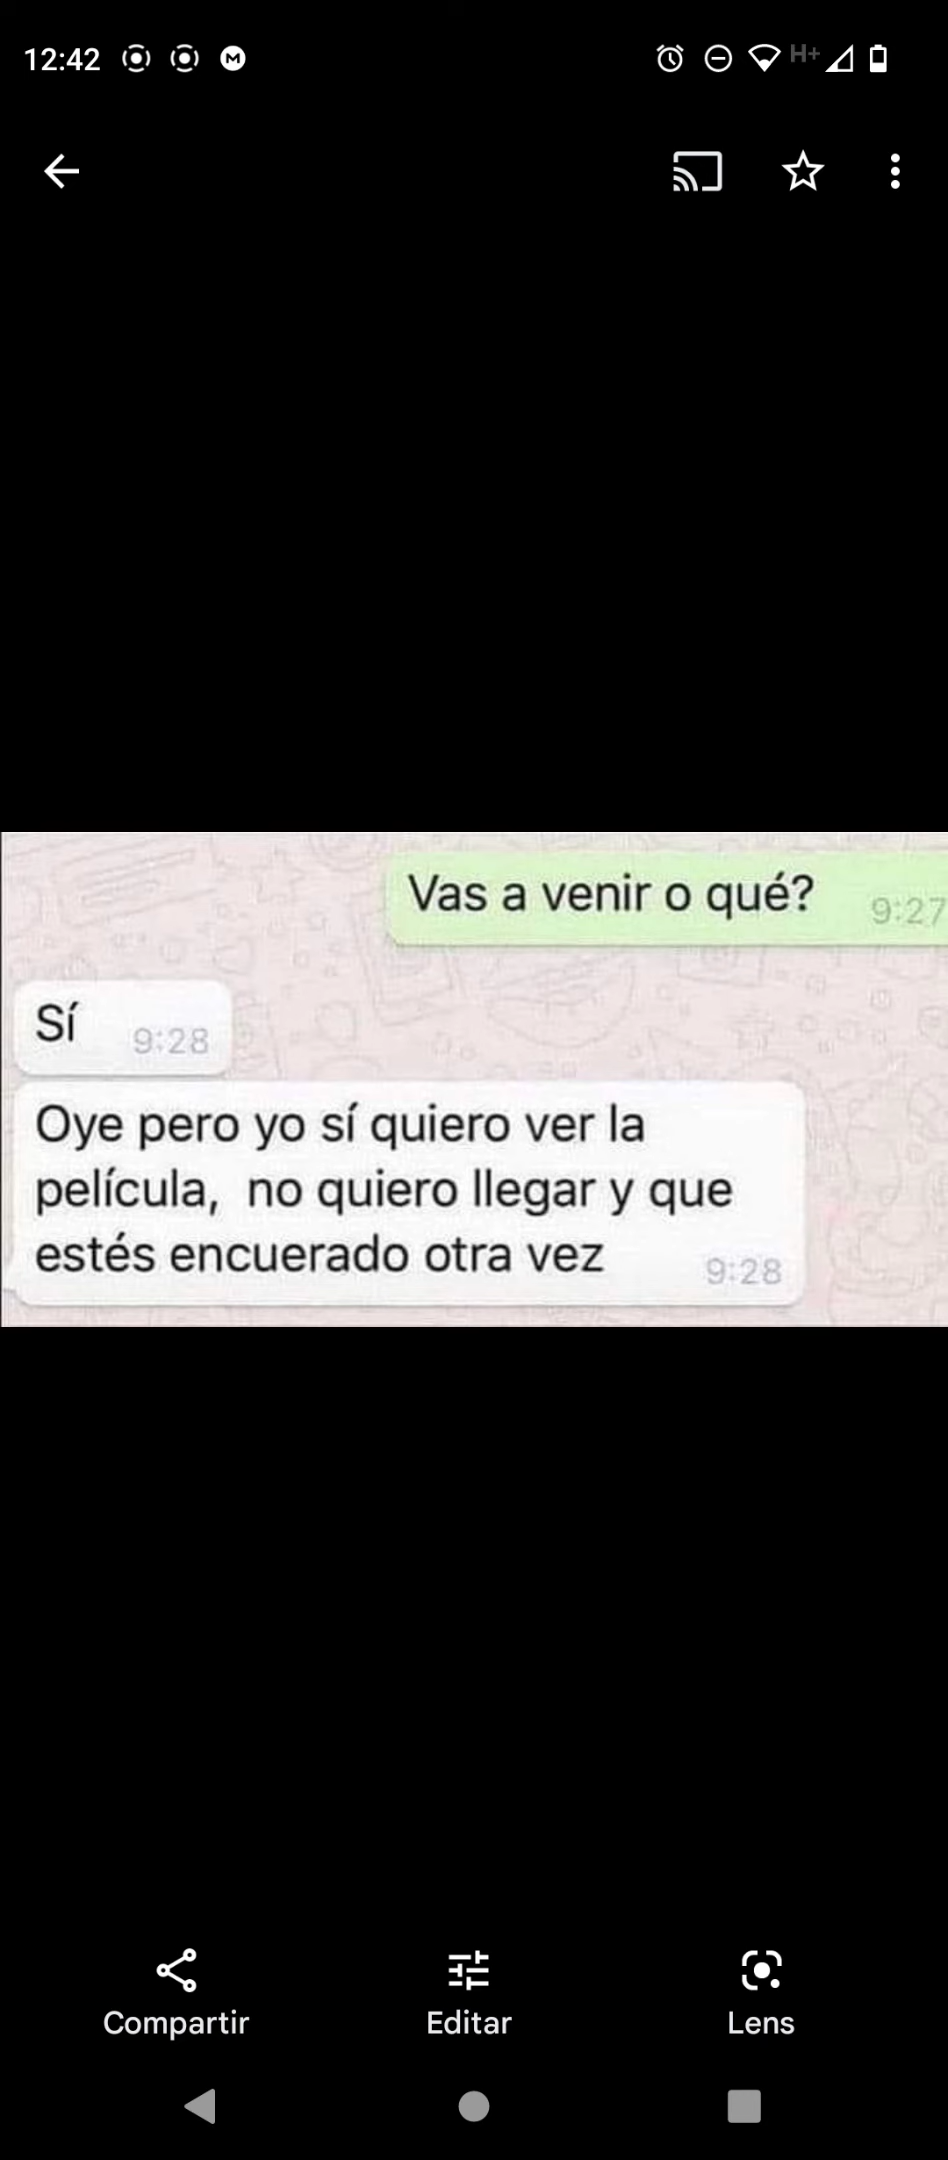 12:42
H+
Vas a venir o qué?
9:27
Sí
9:28
Oye pero yo sí quiero ver la
película, no quiero llegar y que
estés encuerado otra vez
9:28
Compartir Editar Lens